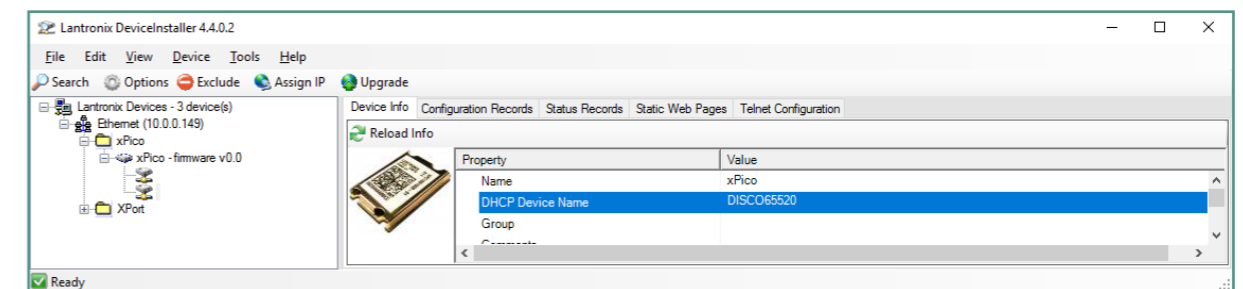 Lantronix DeviceInstaller 4.4.0.2
File Edit View Device Tools Help
Search Options Exclude Assign IP Upgrade
Lantronix Devices - 3 device(s)
Ethernet (10.0.0.149)
xPico
xPico - firmware v0.0
XPort
Device Info Configuration Records Status Records Static Web Pages Telnet Configuration
Reload Info
Property Value
Name xPico
DHCP Device Name DISCO65520
Group
Comments
Ready